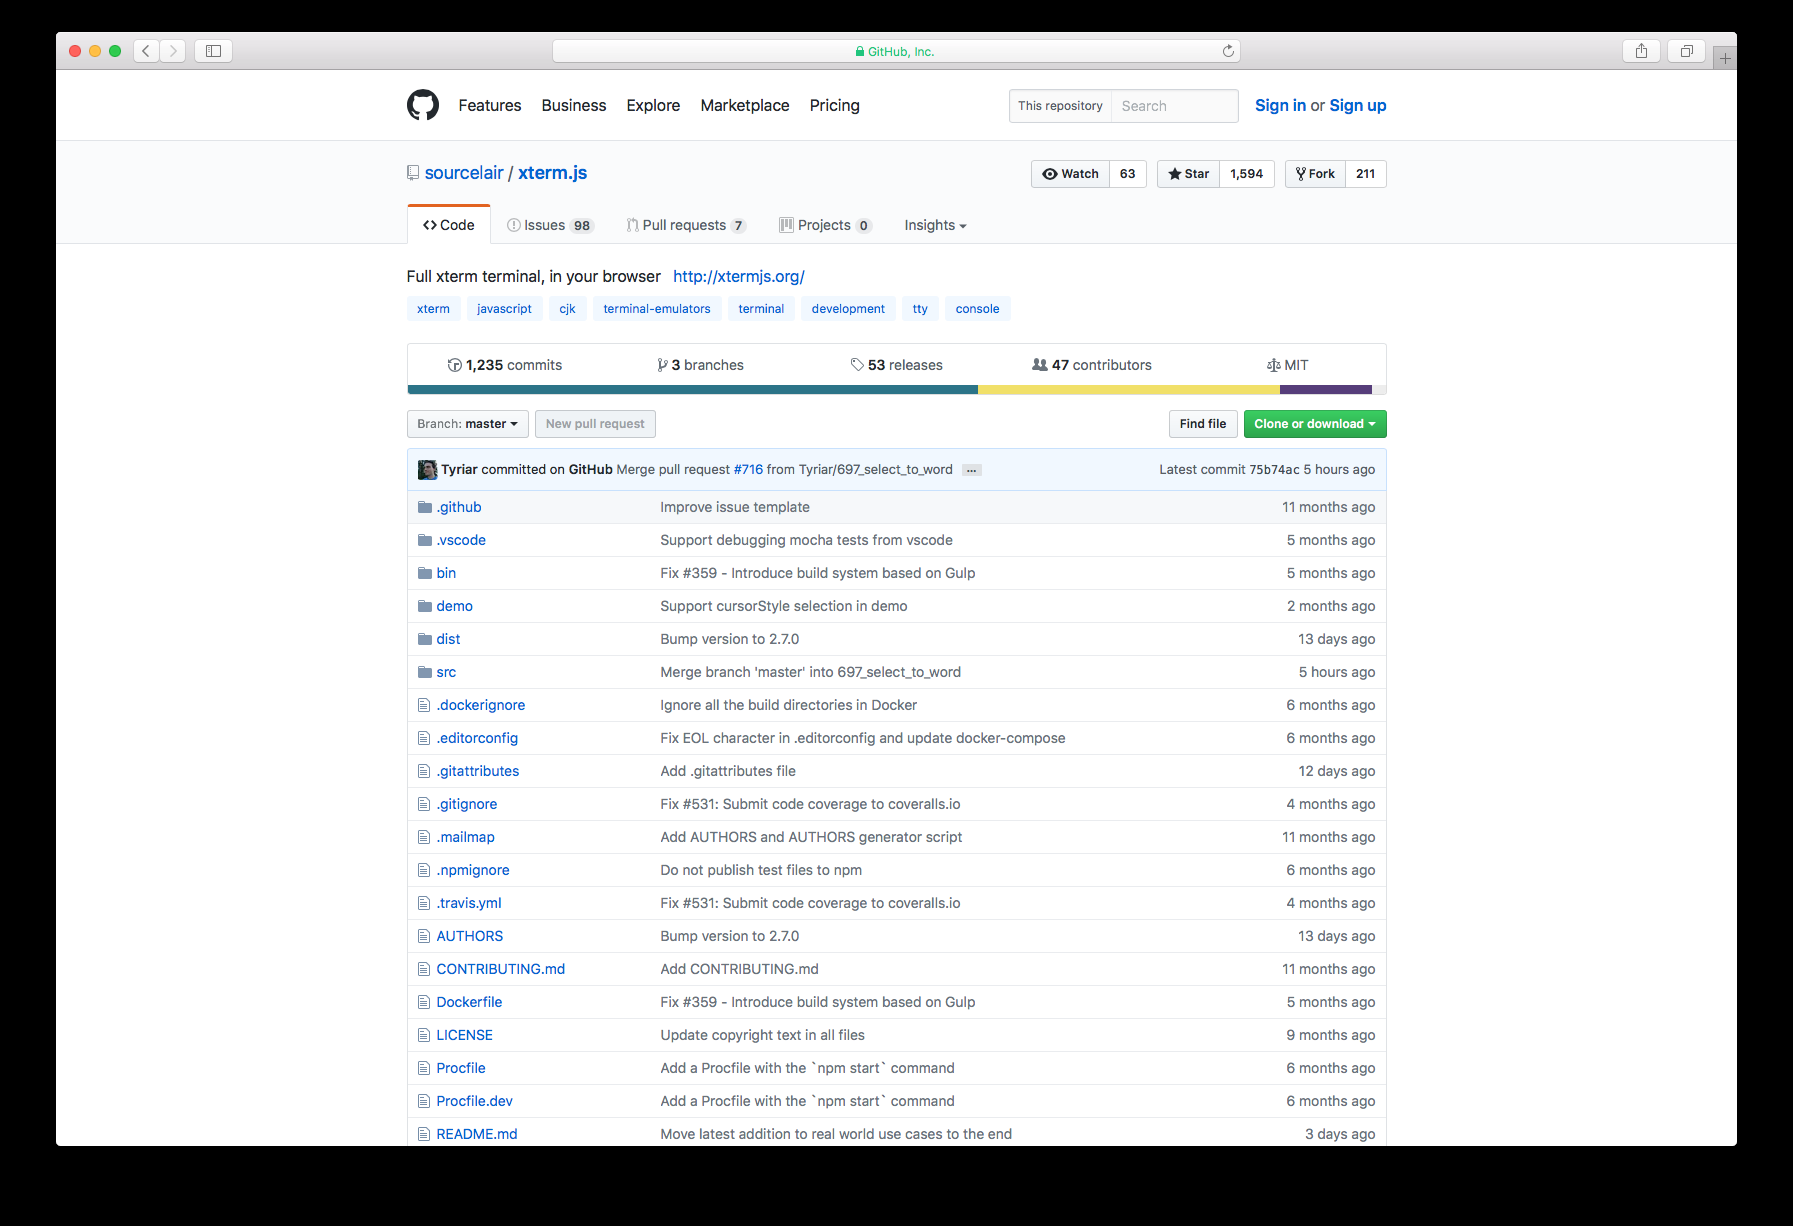 GitHub, Inc.
Features Business Explore Marketplace Pricing This repository Search Sign in or Sign up
sourcelair / xterm.js Watch 63 Star 1,594 Fork 211
Code Issues 98 Pull requests 7 Projects 0 Insights
Full xterm terminal, in your browser http://xtermjs.org/
xterm javascript cjk terminal-emulators terminal development tty console
1,235 commits 3 branches 53 releases 47 contributors MIT
Branch: master New pull request Find file Clone or download
Tyriar committed on GitHub Merge pull request #716 from Tyriar/697_select_to_word ... Latest commit 75b74ac 5 hours ago
.github Improve issue template 11 months ago
.vscode Support debugging mocha tests from vscode 5 months ago
bin Fix #359 - Introduce build system based on Gulp 5 months ago
demo Support cursorStyle selection in demo 2 months ago
dist Bump version to 2.7.0 13 days ago
src Merge branch 'master' into 697_select_to_word 5 hours ago
.dockerignore Ignore all the build directories in Docker 6 months ago
.editorconfig Fix EOL character in .editorconfig and update docker-compose 6 months ago
.gitattributes Add .gitattributes file 12 days ago
.gitignore Fix #531: Submit code coverage to coveralls.io 4 months ago
.mailmap Add AUTHORS and AUTHORS generator script 11 months ago
.npmignore Do not publish test files to npm 6 months ago
.travis.yml Fix #531: Submit code coverage to coveralls.io 4 months ago
AUTHORS Bump version to 2.7.0 13 days ago
CONTRIBUTING.md Add CONTRIBUTING.md 11 months ago
Dockerfile Fix #359 - Introduce build system based on Gulp 5 months ago
LICENSE Update copyright text in all files 9 months ago
Procfile Add a Procfile with the `npm start` command 6 months ago
Procfile.dev Add a Procfile with the `npm start` command 6 months ago
README.md Move latest addition to real world use cases to the end 3 days ago